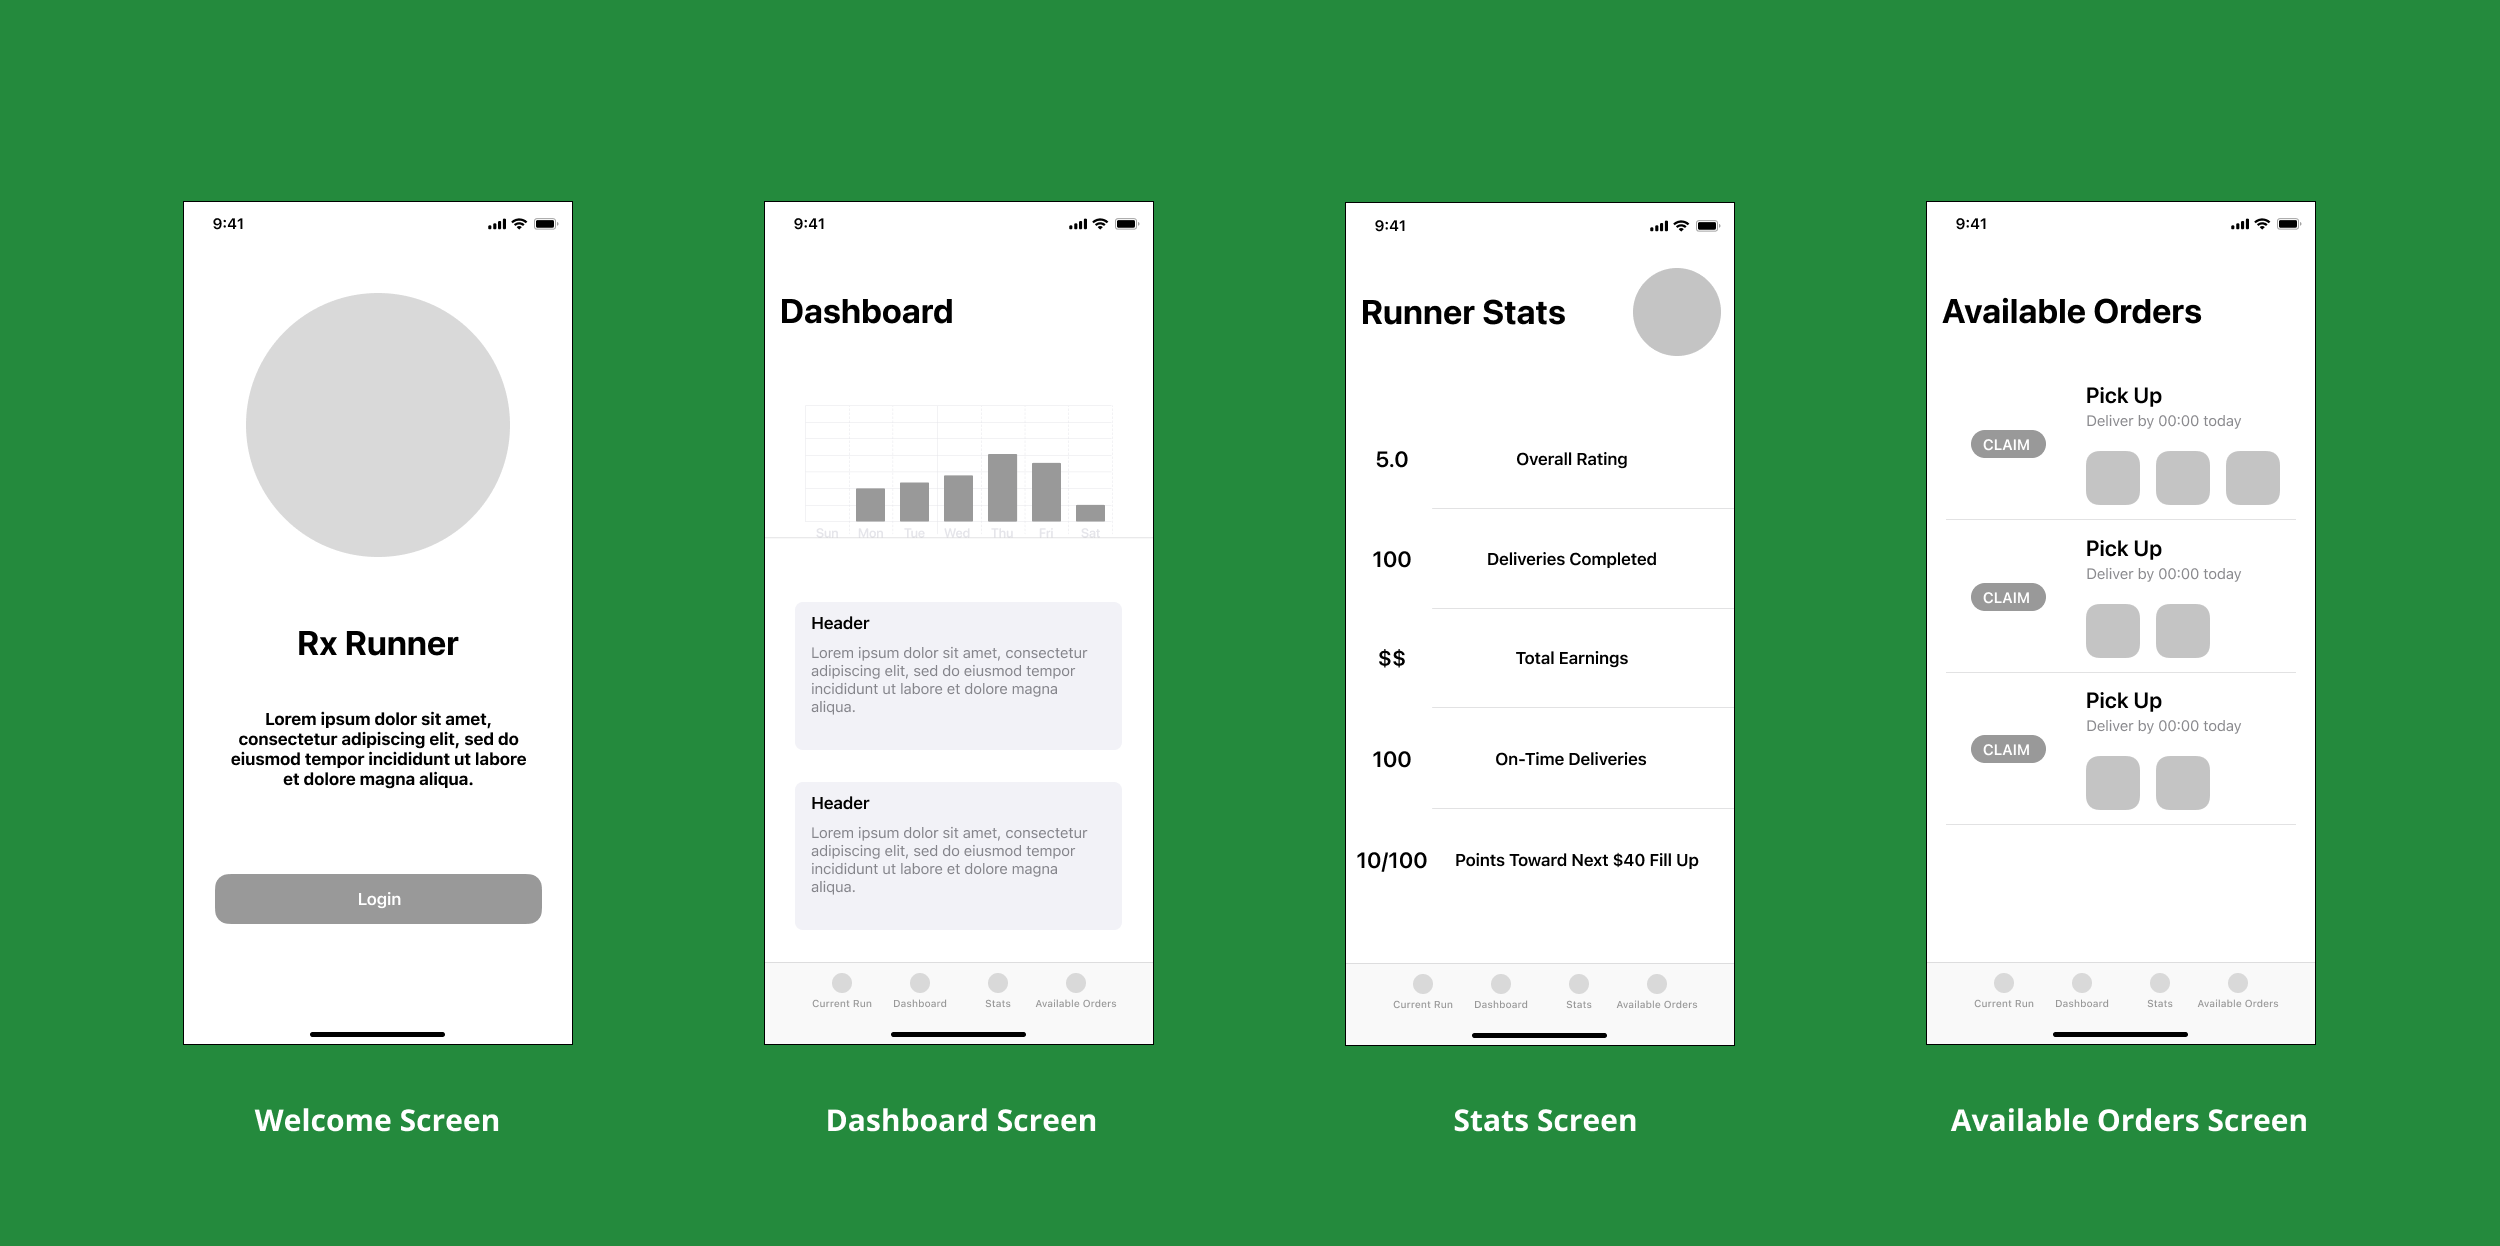 9:41
Rx Runner
Lorem ipsum dolor sit amet,
consectetur adipiscing elit, sed do
eiusmod tempor incididunt ut labore
et dolore magna aliqua.
Login
Welcome Screen
9:41
Dashboard
Sun Mon Tue Wed Thu Fri Sat
Header
Lorem ipsum dolor sit amet, consectetur
adipiscing elit, sed do eiusmod tempor
incididunt ut labore et dolore magna
aliqua.
Header
Lorem ipsum dolor sit amet, consectetur
adipiscing elit, sed do eiusmod tempor
incididunt ut labore et dolore magna
aliqua.
Current Run Dashboard Stats Available Orders
Dashboard Screen
9:41
Runner Stats
5.0 Overall Rating
100 Deliveries Completed
$$ Total Earnings
100 On-Time Deliveries
10/100 Points Toward Next $40 Fill Up
Current Run Dashboard Stats Available Orders
Stats Screen
9:41
Available Orders
Pick Up
Deliver by 00:00 today
CLAIM
Pick Up
Deliver by 00:00 today
CLAIM
Pick Up
Deliver by 00:00 today
CLAIM
Current Run Dashboard Stats Available Orders
Available Orders Screen